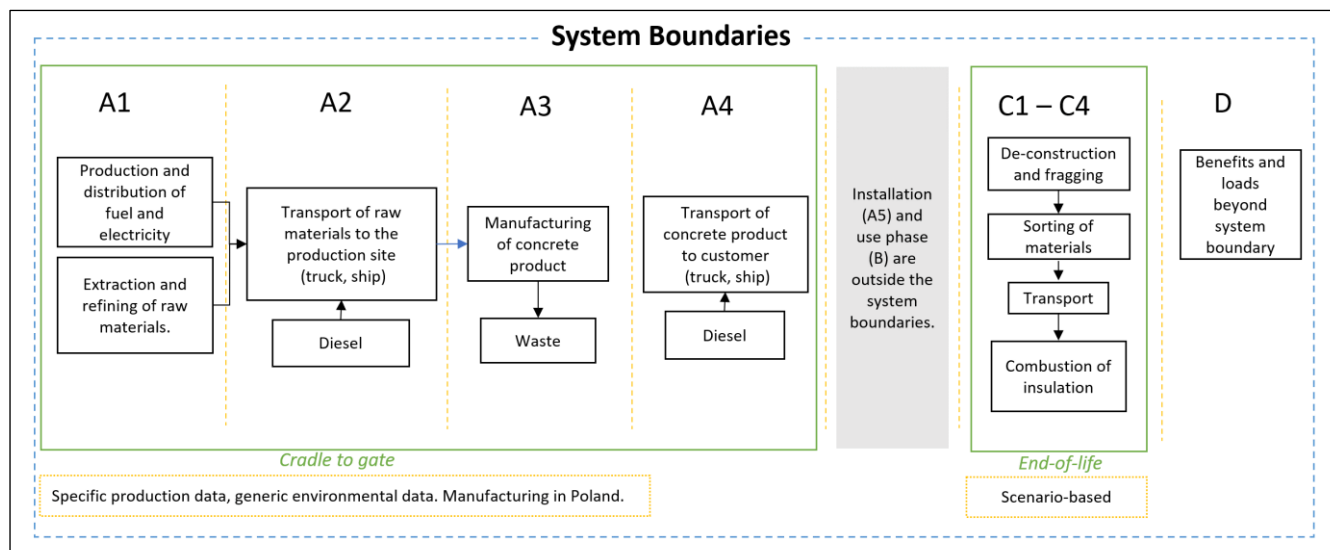 System Boundaries
A1
Production and
distribution of
fuel and
electricity
Extraction and
refining of raw
materials.
A2
Transport of raw
materials to the
production site
(truck, ship)
Diesel
A3
Manufacturing
of concrete
product
Waste
A4
Transport of
concrete product
to customer
(truck, ship)
Diesel
Cradle to gate
Specific production data, generic environmental data. Manufacturing in Poland.
Installation
(A5) and
use phase
(B) are
outside the
system
boundaries.
C1 – C4
De-construction
and fragging
Sorting of
materials
Transport
Combustion of
insulation
End-of-life
Scenario-based
D
Benefits and
loads
beyond
system
boundary